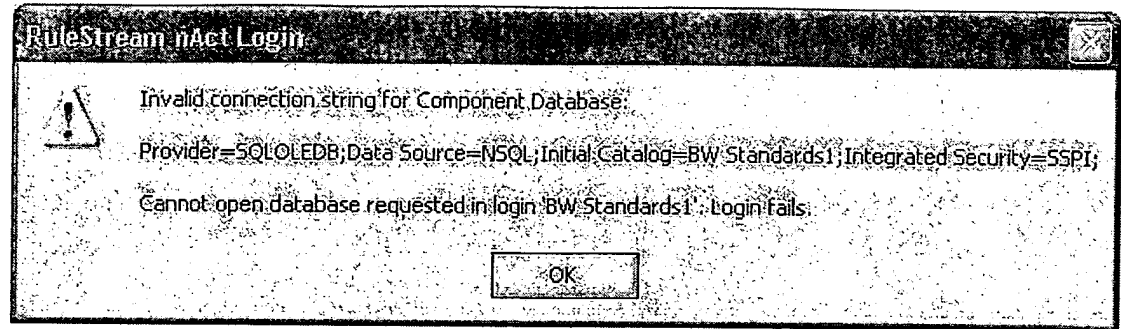 RuleStream nAct Login
Invalid connection string for Component Database:
Provider=SQLOLEDB;Data Source=NSQL;Initial Catalog=BW Standards1;Integrated Security=SSPI;
Cannot open database requested in login 'BW Standards1'. Login fails.
OK